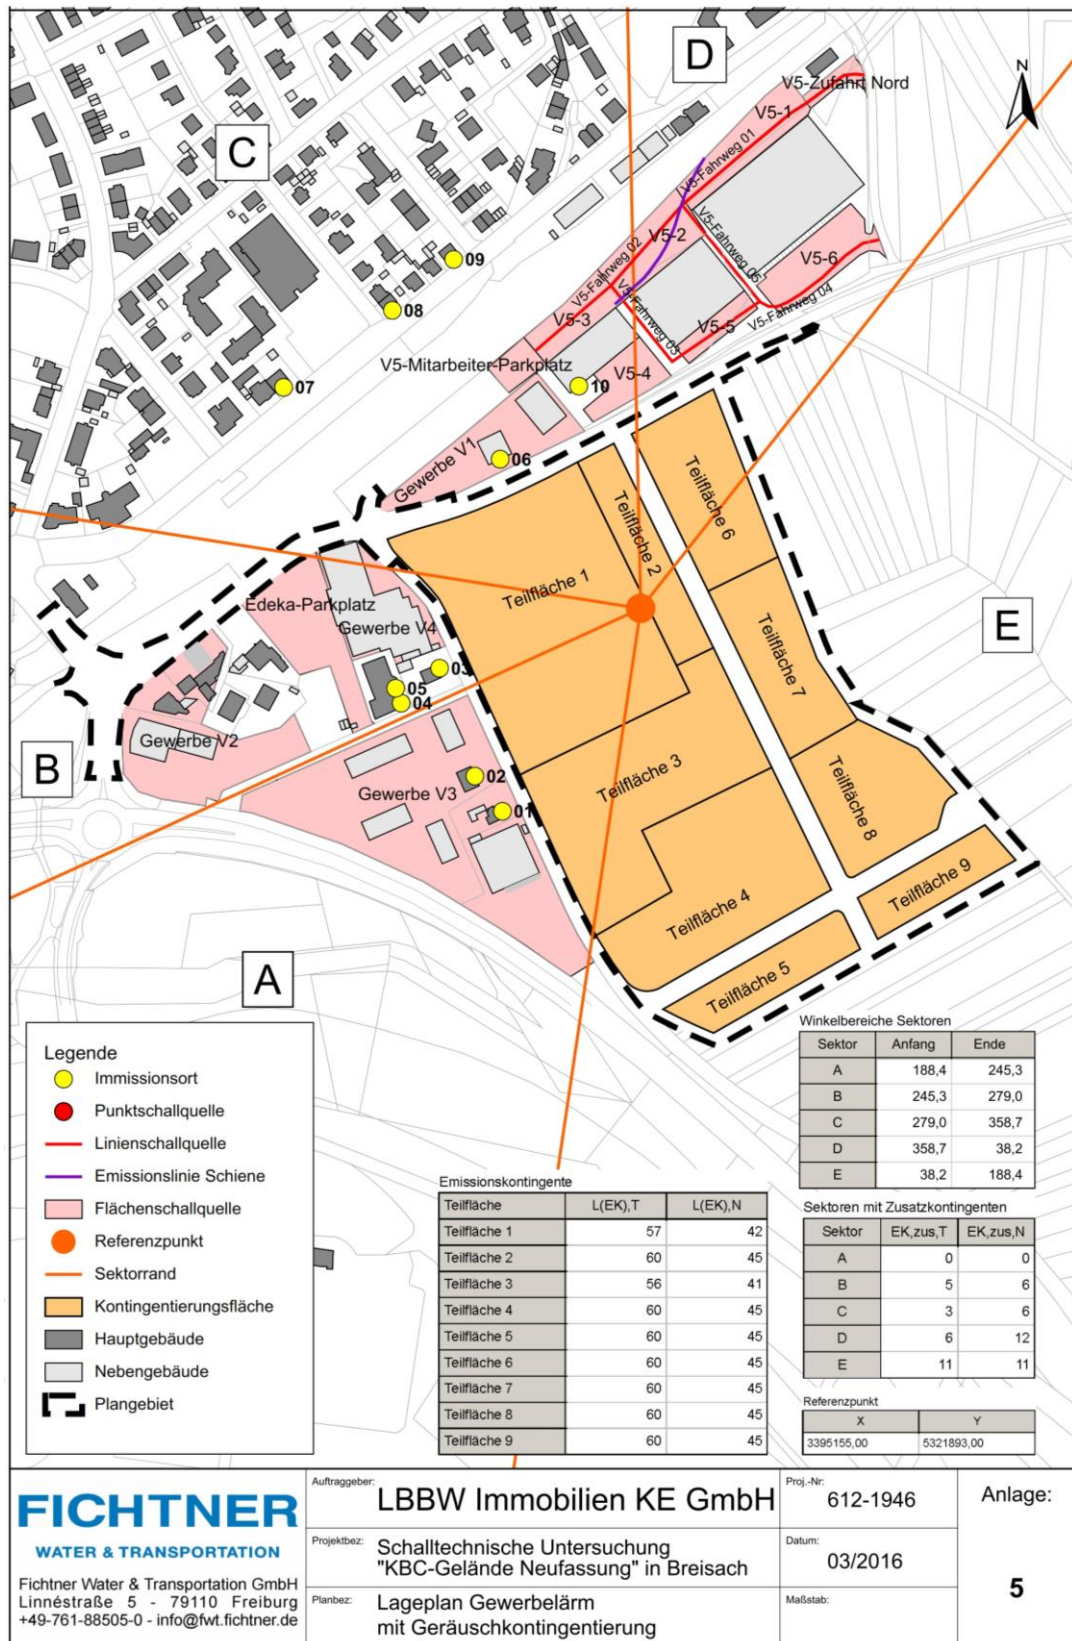 D
N
V5-Zufahrt Nord
V5-1
C
V5-Fahrweg 01
V5-2
V5-Fahrweg 05
V5-6
09
V5-Fahrweg 02
V5-Fahrweg 04
08
V5-3
V5-Fahrweg 03
V5-5
V5-Mitarbeiter-Parkplatz
V5-4
07
10
06
Gewerbe V1
Teilfläche 6
Teilfläche 2
Teilfläche 1
Edeka-Parkplatz
Gewerbe V4
E
Teilfläche 7
03
05
04
Gewerbe V2
B
Teilfläche 3
02
Gewerbe V3
01
Teilfläche 8
Teilfläche 9
Teilfläche 4
A
Teilfläche 5
Legende
Immissionsort
Punktschallquelle
Linienschallquelle
Emissionslinie Schiene
Flächenschallquelle
Referenzpunkt
Sektorrand
Kontingentierungsfläche
Hauptgebäude
Nebengebäude
Plangebiet
Winkelbereiche Sektoren
Sektor Anfang Ende
A 188,4 245,3
B 245,3 279,0
C 279,0 358,7
D 358,7 38,2
E 38,2 188,4
Emissionskontingente
Teilfläche L(EK),T L(EK),N
Teilfläche 1 57 42
Teilfläche 2 60 45
Teilfläche 3 56 41
Teilfläche 4 60 45
Teilfläche 5 60 45
Teilfläche 6 60 45
Teilfläche 7 60 45
Teilfläche 8 60 45
Teilfläche 9 60 45
Sektoren mit Zusatzkontingenten
Sektor EK,zus,T EK,zus,N
A 0 0
B 5 6
C 3 6
D 6 12
E 11 11
Referenzpunkt
X Y
3395155,00 5321893,00
FICHTNER
WATER & TRANSPORTATION
Fichtner Water & Transportation GmbH
Linnéstraße 5 - 79110 Freiburg
+49-761-88505-0 - info@fwt.fichtner.de
Auftraggeber: LBBW Immobilien KE GmbH
Projektbez: Schalltechnische Untersuchung
"KBC-Gelände Neufassung" in Breisach
Planbez: Lageplan Gewerbelärm
mit Geräuschkontingentierung
Proj.-Nr: 612-1946
Datum: 03/2016
Maßstab:
Anlage:
5